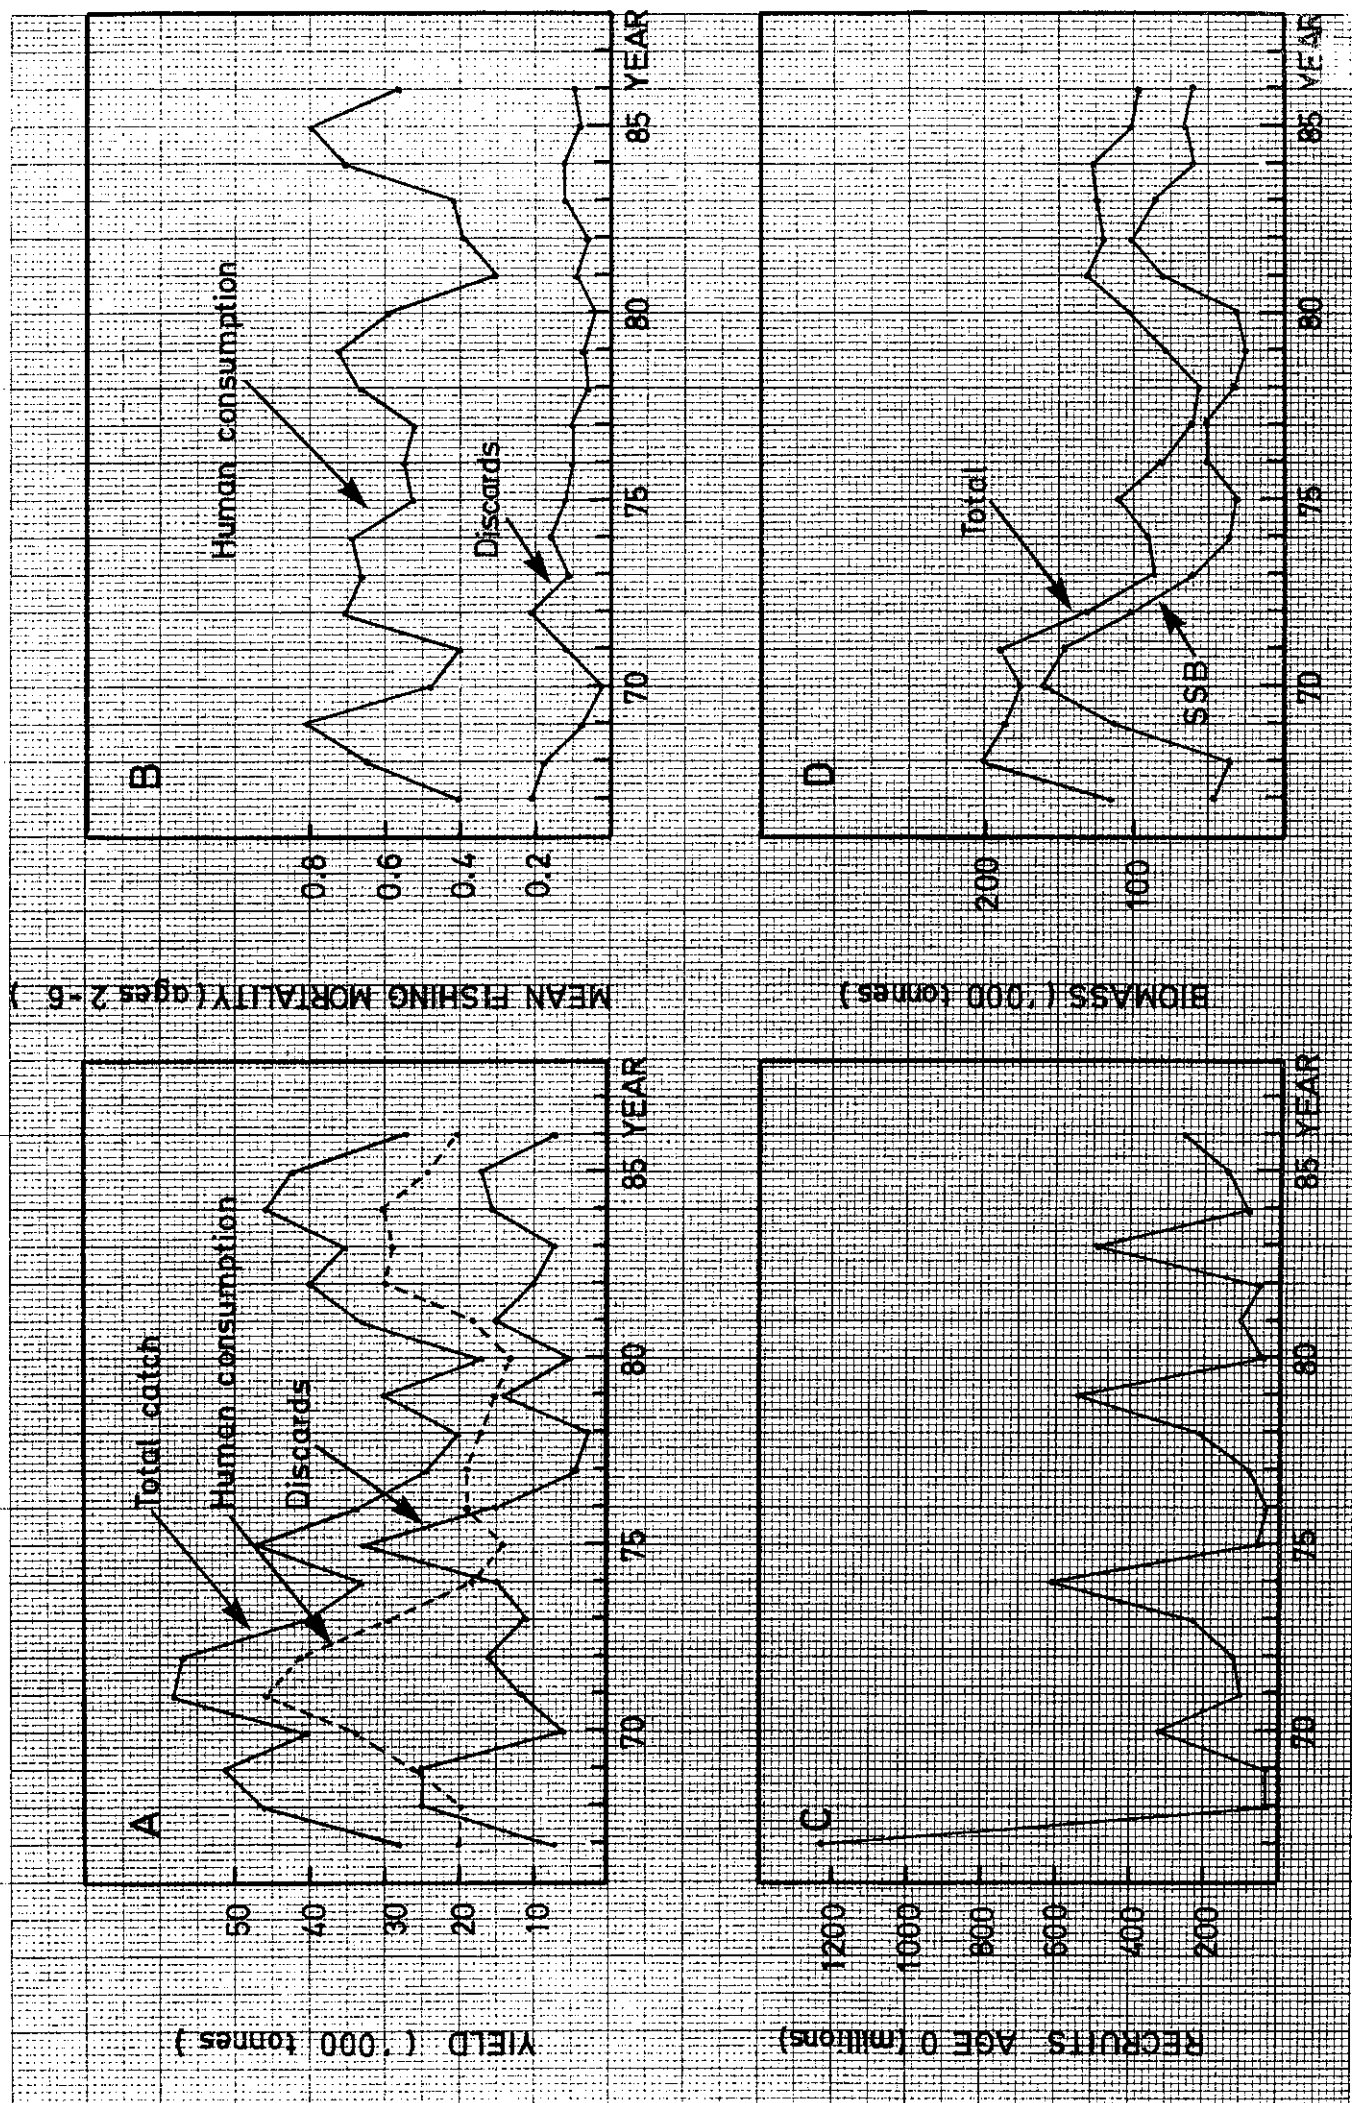 A
YIELD ('000 tonnes)
50
40
30
20
10
Total catch
Human consumption
Discards
70
75
80
85
YEAR
B
MEAN FISHING MORTALITY (ages 2-6)
0.8
0.6
0.4
0.2
Human consumption
Discards
70
75
80
85
YEAR
C
RECRUITS AGE 0 (millions)
1200
1000
800
600
400
200
70
75
80
85
YEAR
D
BIOMASS ('000 tonnes)
200
100
Total
SSB
70
75
80
85
YEAR